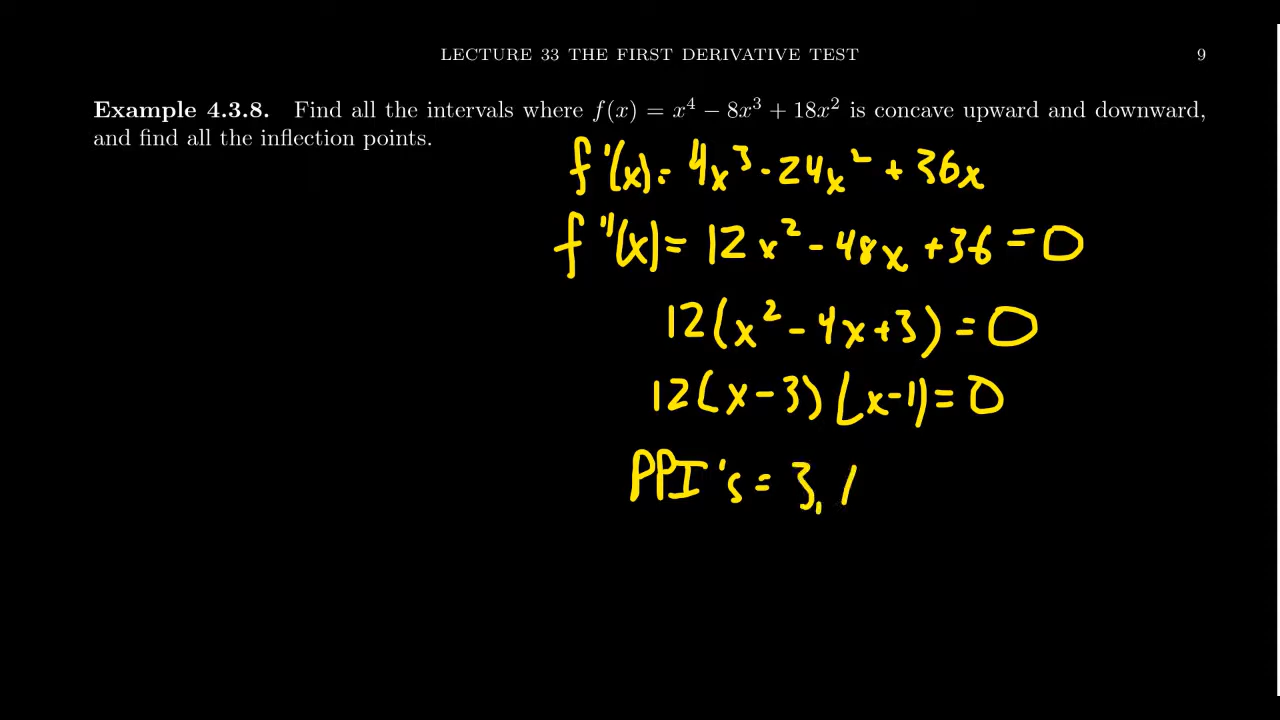 LECTURE 33 THE FIRST DERIVATIVE TEST 9
Example 4.3.8. Find all the intervals where f(x) = x⁴ − 8x³ + 18x² is concave upward and downward,
and find all the inflection points.
f'(x) = 4x³ - 24x² + 36x
f''(x) = 12x² - 48x + 36 = 0
12(x² - 4x + 3) = 0
12(x - 3)(x - 1) = 0
PPI's = 3, 1